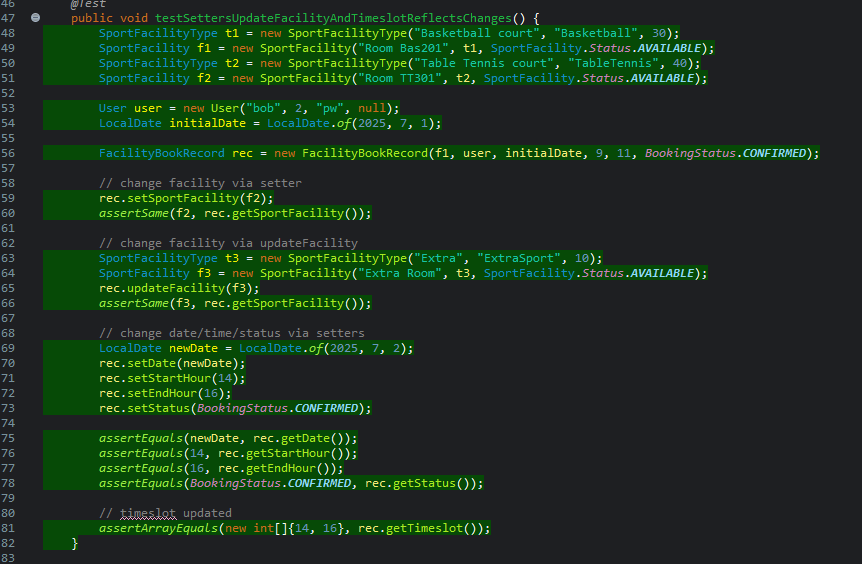 46 @Test
47 public void testSettersUpdateFacilityAndTimeslotReflectsChanges() {
48 SportFacilityType t1 = new SportFacilityType("Basketball court", "Basketball", 30);
49 SportFacility f1 = new SportFacility("Room Bas201", t1, SportFacility.Status.AVAILABLE);
50 SportFacilityType t2 = new SportFacilityType("Table Tennis court", "TableTennis", 40);
51 SportFacility f2 = new SportFacility("Room TT301", t2, SportFacility.Status.AVAILABLE);
52
53 User user = new User("bob", 2, "pw", null);
54 LocalDate initialDate = LocalDate.of(2025, 7, 1);
55
56 FacilityBookRecord rec = new FacilityBookRecord(f1, user, initialDate, 9, 11, BookingStatus.CONFIRMED);
57
58 // change facility via setter
59 rec.setSportFacility(f2);
60 assertSame(f2, rec.getSportFacility());
61
62 // change facility via updateFacility
63 SportFacilityType t3 = new SportFacilityType("Extra", "ExtraSport", 10);
64 SportFacility f3 = new SportFacility("Extra Room", t3, SportFacility.Status.AVAILABLE);
65 rec.updateFacility(f3);
66 assertSame(f3, rec.getSportFacility());
67
68 // change date/time/status via setters
69 LocalDate newDate = LocalDate.of(2025, 7, 2);
70 rec.setDate(newDate);
71 rec.setStartHour(14);
72 rec.setEndHour(16);
73 rec.setStatus(BookingStatus.CONFIRMED);
74
75 assertEquals(newDate, rec.getDate());
76 assertEquals(14, rec.getStartHour());
77 assertEquals(16, rec.getEndHour());
78 assertEquals(BookingStatus.CONFIRMED, rec.getStatus());
79
80 // timeslot updated
81 assertArrayEquals(new int[]{14, 16}, rec.getTimeslot());
82 }
83